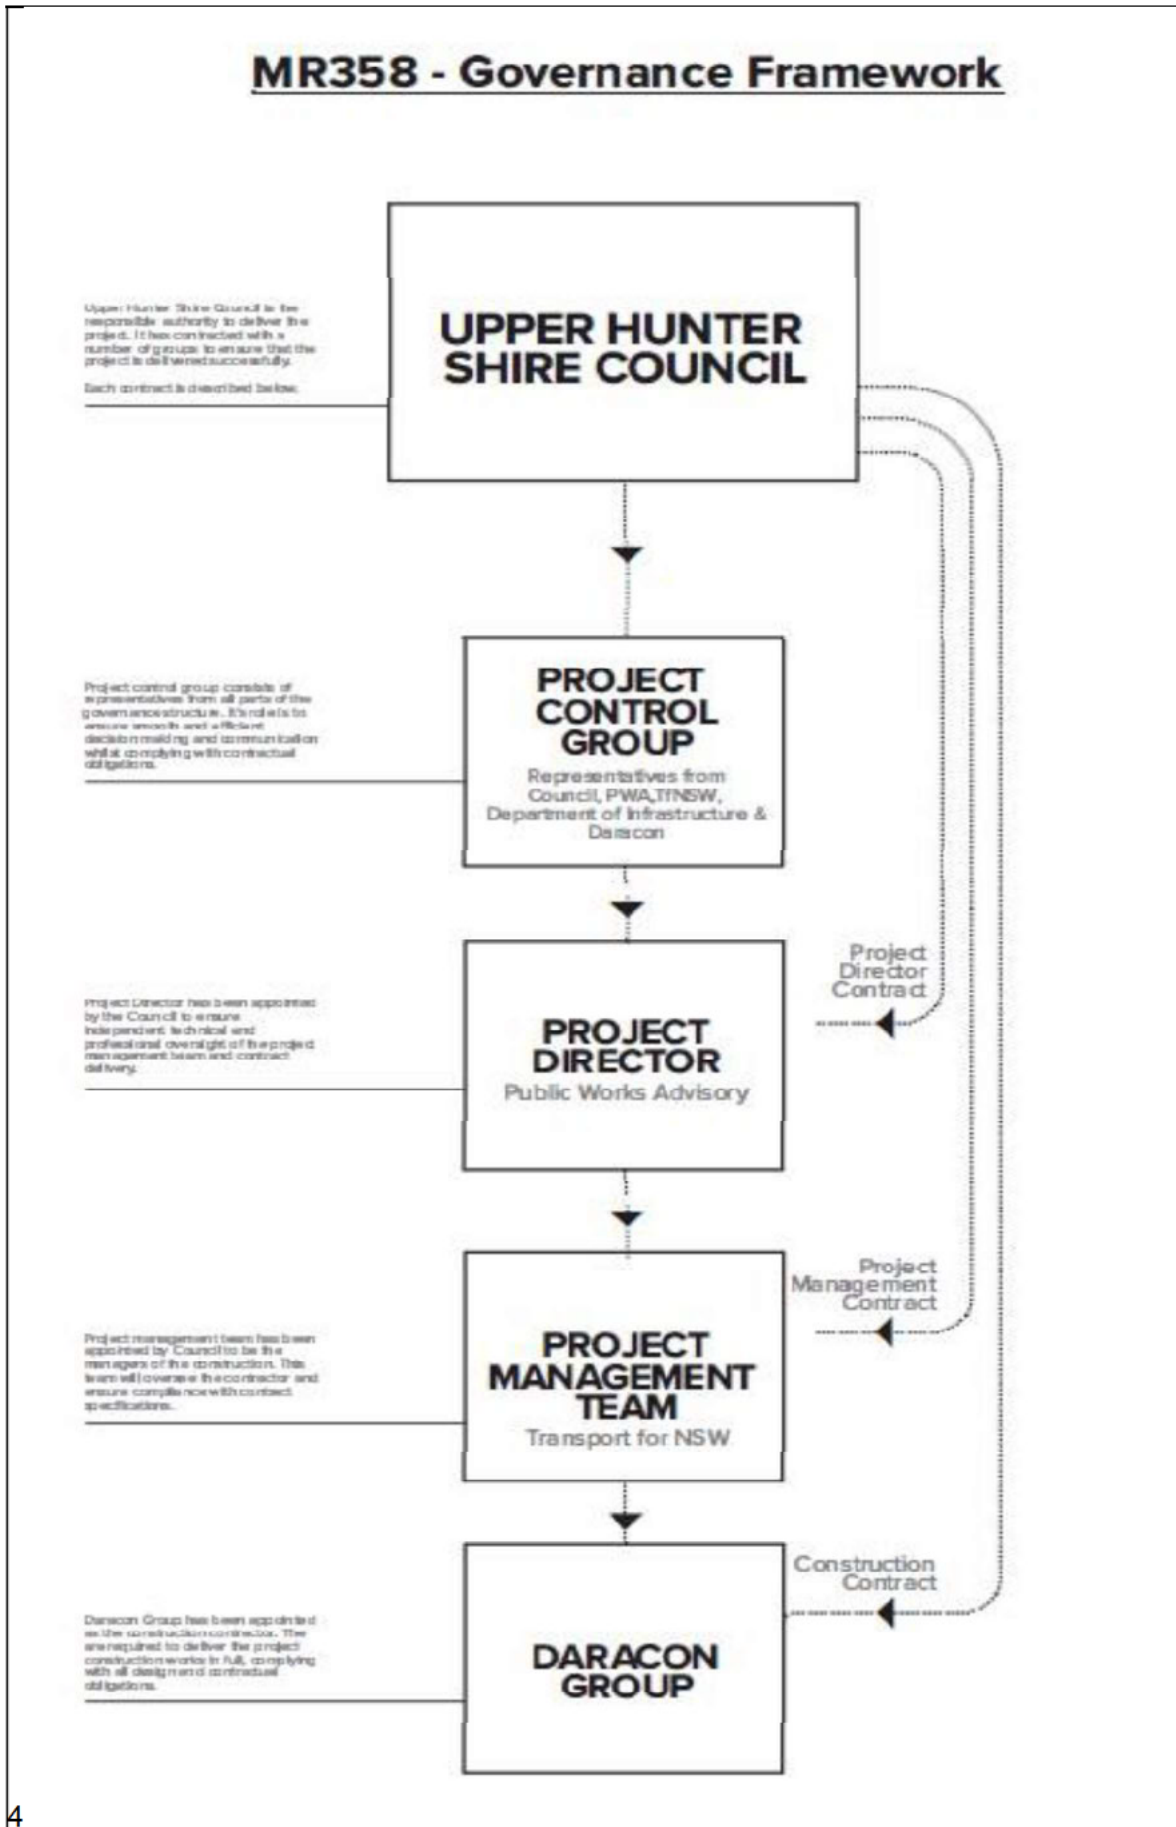 MR358 - Governance Framework
UPPER HUNTER
SHIRE COUNCIL
Upper Hunter Shire Council is the
responsible authority to deliver the
project. It has contracted with a
number of groups to ensure that the
project is delivered successfully.
Each contract is described below.
PROJECT
CONTROL
GROUP
Representatives from
Council, PWA,TfNSW,
Department of Infrastructure &
Daracon
Project control group consists of
representatives from all parts of the
governance structure. It's role is to
ensure smooth and efficient
decision making and communication
whilst complying with contractual
obligations.
Project
Director
Contract
PROJECT
DIRECTOR
Public Works Advisory
Project Director has been appointed
by the Council to ensure
independent technical and
professional oversight of the project
management team and contract
delivery.
Project
Management
Contract
PROJECT
MANAGEMENT
TEAM
Transport for NSW
Project management team has been
appointed by Council to be the
managers of the construction. This
team will oversee the contractor and
ensure compliance with contract
specifications.
Construction
Contract
DARACON
GROUP
Daracon Group has been appointed
as the construction contractor. They
are required to deliver the project
construction works in full, complying
with all design and contractual
obligations.
4